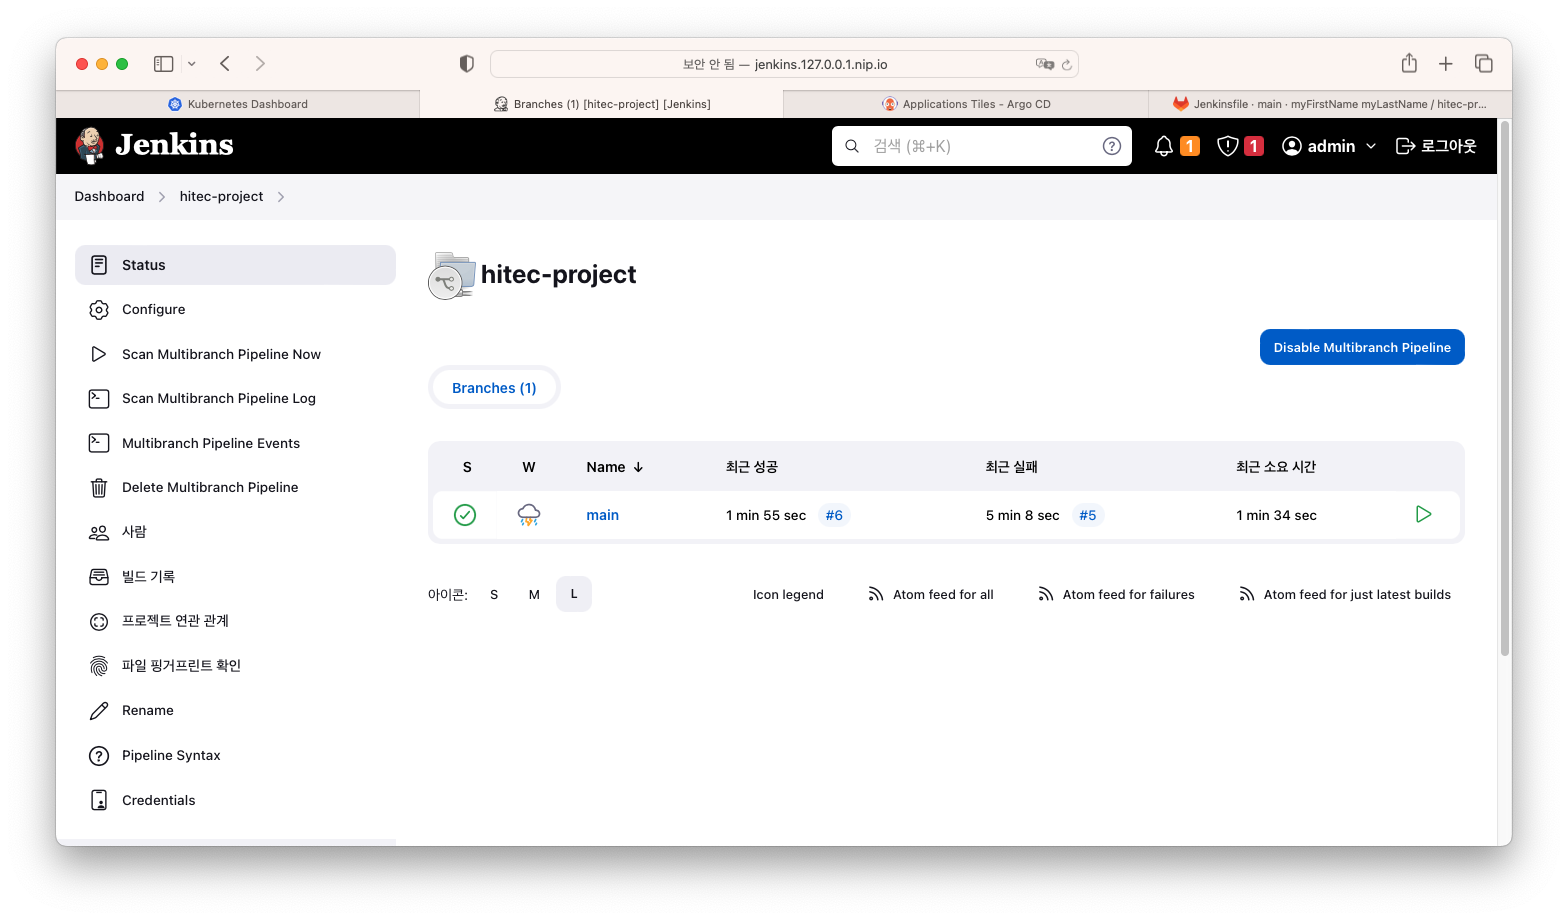 보안 안 됨 — jenkins.127.0.0.1.nip.io
Kubernetes Dashboard
Branches (1) [hitec-project] [Jenkins]
Applications Tiles - Argo CD
Jenkinsfile · main · myFirstName myLastName / hitec-pr...
Jenkins
검색 (⌘+K)
1
1
admin
로그아웃
Dashboard
hitec-project
Status
Configure
Scan Multibranch Pipeline Now
Scan Multibranch Pipeline Log
Multibranch Pipeline Events
Delete Multibranch Pipeline
사람
빌드 기록
프로젝트 연관 관계
파일 핑거프린트 확인
Rename
Pipeline Syntax
Credentials
hitec-project
Disable Multibranch Pipeline
Branches (1)
S W Name ↓ 최근 성공 최근 실패 최근 소요 시간
main 1 min 55 sec #6 5 min 8 sec #5 1 min 34 sec
아이콘: S M L
Icon legend
Atom feed for all
Atom feed for failures
Atom feed for just latest builds